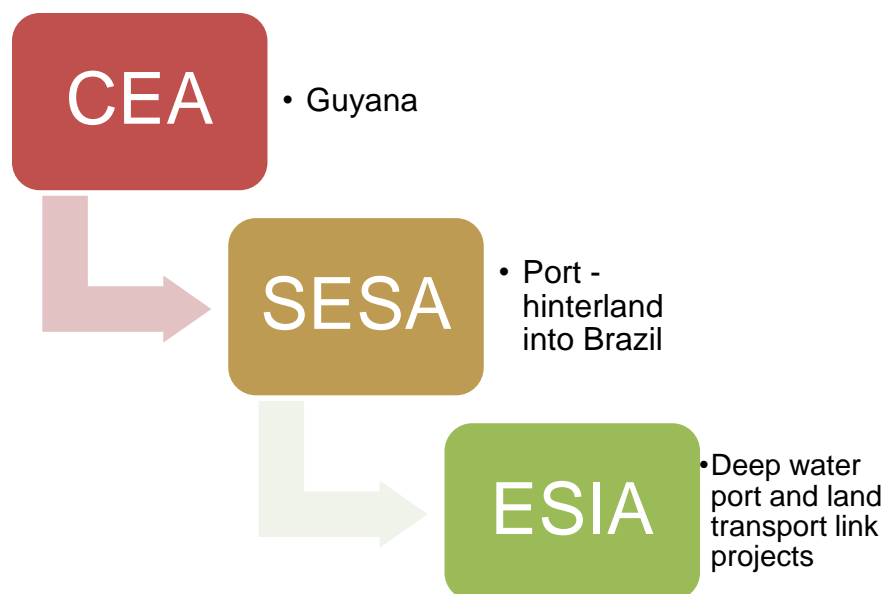 CEA
• Guyana
SESA
• Port -
hinterland
into Brazil
ESIA
•Deep water
port and land
transport link
projects